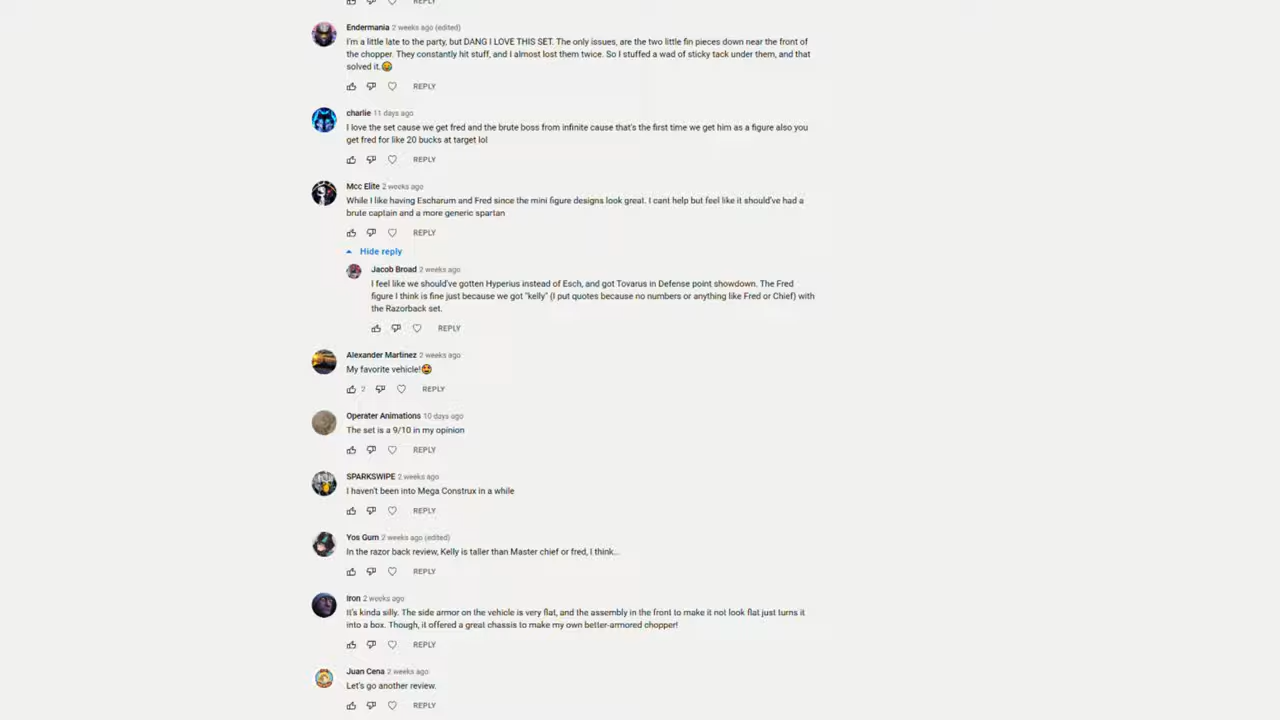 REPLY
Endermania 2 weeks ago (edited)
I'm a little late to the party, but DANG I LOVE THIS SET. The only issues, are the two little fin pieces down near the front of
the chopper. They constantly hit stuff, and I almost lost them twice. So I stuffed a wad of sticky tack under them, and that
solved it.😄
REPLY
charlie 11 days ago
I love the set cause we get fred and the brute boss from infinite cause that's the first time we get him as a figure also you
get fred for like 20 bucks at target lol
REPLY
Mcc Elite 2 weeks ago
While I like having Escharum and Fred since the mini figure designs look great. I cant help but feel like it should've had a
brute captain and a more generic spartan
REPLY
Hide reply
Jacob Broad 2 weeks ago
I feel like we should've gotten Hyperius instead of Esch, and got Tovarus in Defense point showdown. The Fred
figure I think is fine just because we got "kelly" (I put quotes because no numbers or anything like Fred or Chief) with
the Razorback set.
REPLY
Alexander Martinez 2 weeks ago
My favorite vehicle!🤩
2 REPLY
Operater Animations 10 days ago
The set is a 9/10 in my opinion
REPLY
SPARKSWIPE 2 weeks ago
I haven't been into Mega Construx in a while
REPLY
Yos Gum 2 weeks ago (edited)
In the razor back review, Kelly is taller than Master chief or fred, I think...
REPLY
Iron 2 weeks ago
It's kinda silly. The side armor on the vehicle is very flat, and the assembly in the front to make it not look flat just turns it
into a box. Though, it offered a great chassis to make my own better-armored chopper!
REPLY
Juan Cena 2 weeks ago
Let's go another review.
REPLY